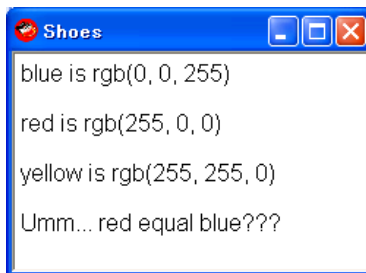 Shoes
blue is rgb(0, 0, 255)
red is rgb(255, 0, 0)
yellow is rgb(255, 255, 0)
Umm... red equal blue???